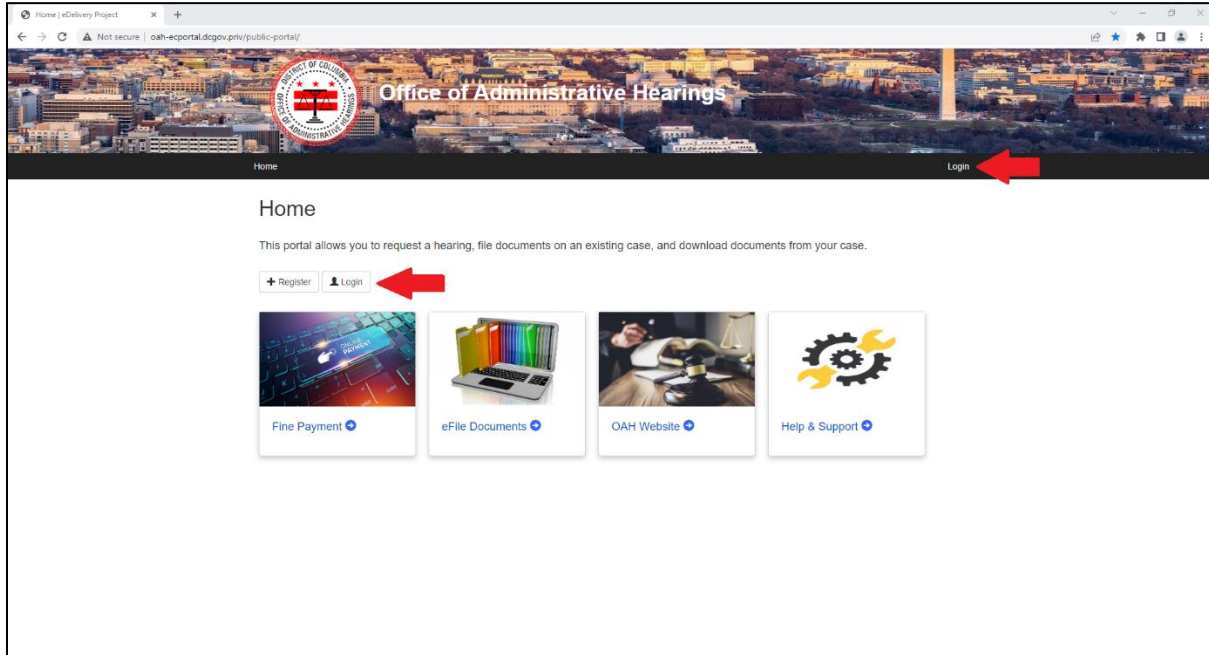 Home | eDelivery Project
Not secure | oah-ecportal.dcgov.priv/public-portal/
DISTRICT OF COLUMBIA
OFFICE OF ADMINISTRATIVE HEARINGS
Office of Administrative Hearings
Home Login
Home
This portal allows you to request a hearing, file documents on an existing case, and download documents from your case.
Register Login
ONLINE
PAYMENT
Fine Payment eFile Documents OAH Website Help & Support